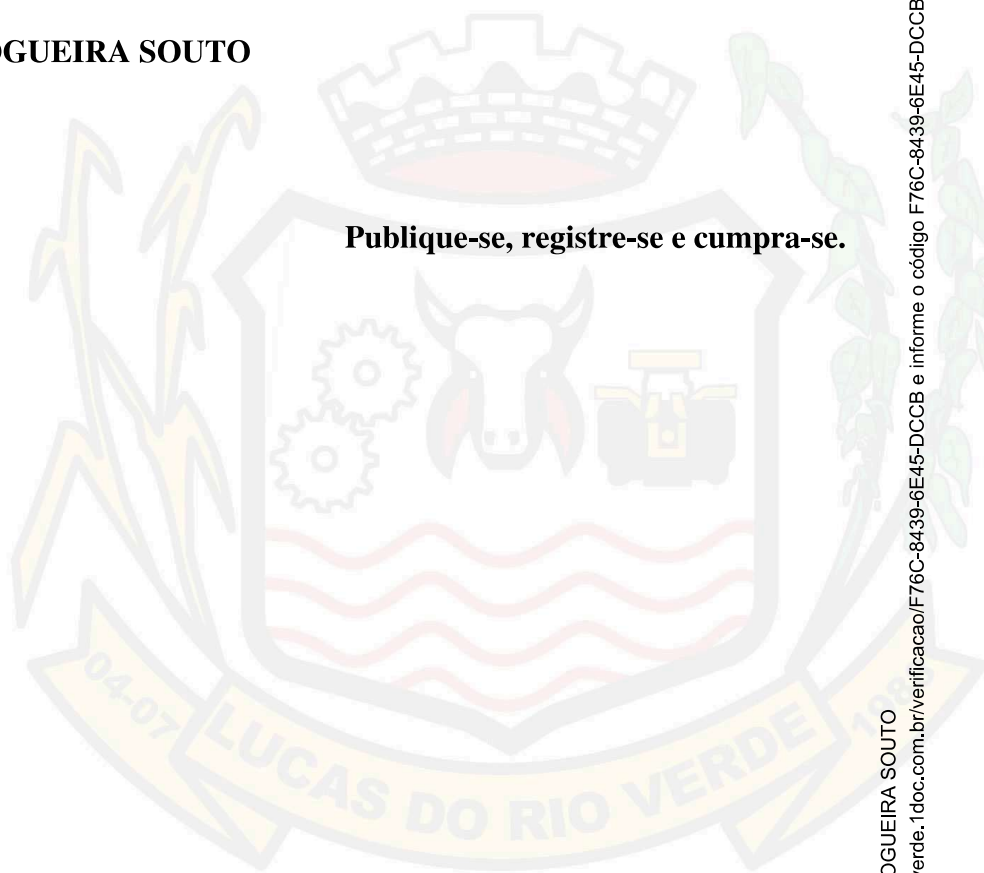 OGUEIRA SOUTO
Publique-se, registre-se e cumpra-se.
04-07
LUCAS DO RIO VERDE
OGUEIRA SOUTO
verde.1doc.com.br/verificacao/F76C-8439-6E45-DCCB e informe o código F76C-8439-6E45-DCCB